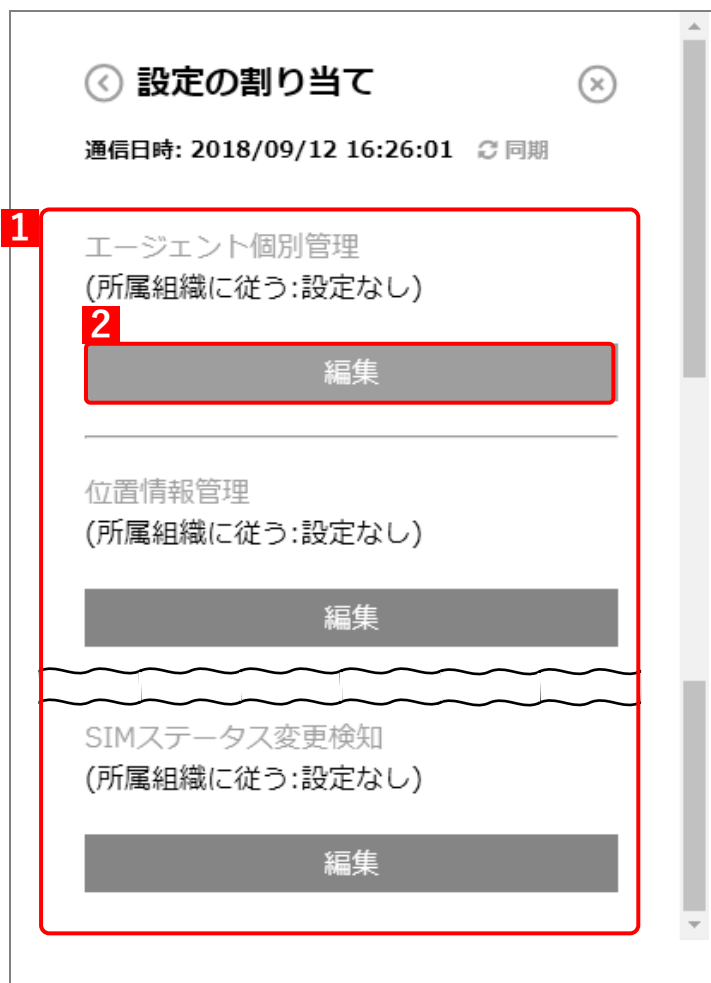 設定の割り当て
通信日時: 2018/09/12 16:26:01 同期
1
エージェント個別管理
(所属組織に従う:設定なし)
2
編集
位置情報管理
(所属組織に従う:設定なし)
編集
SIMステータス変更検知
(所属組織に従う:設定なし)
編集